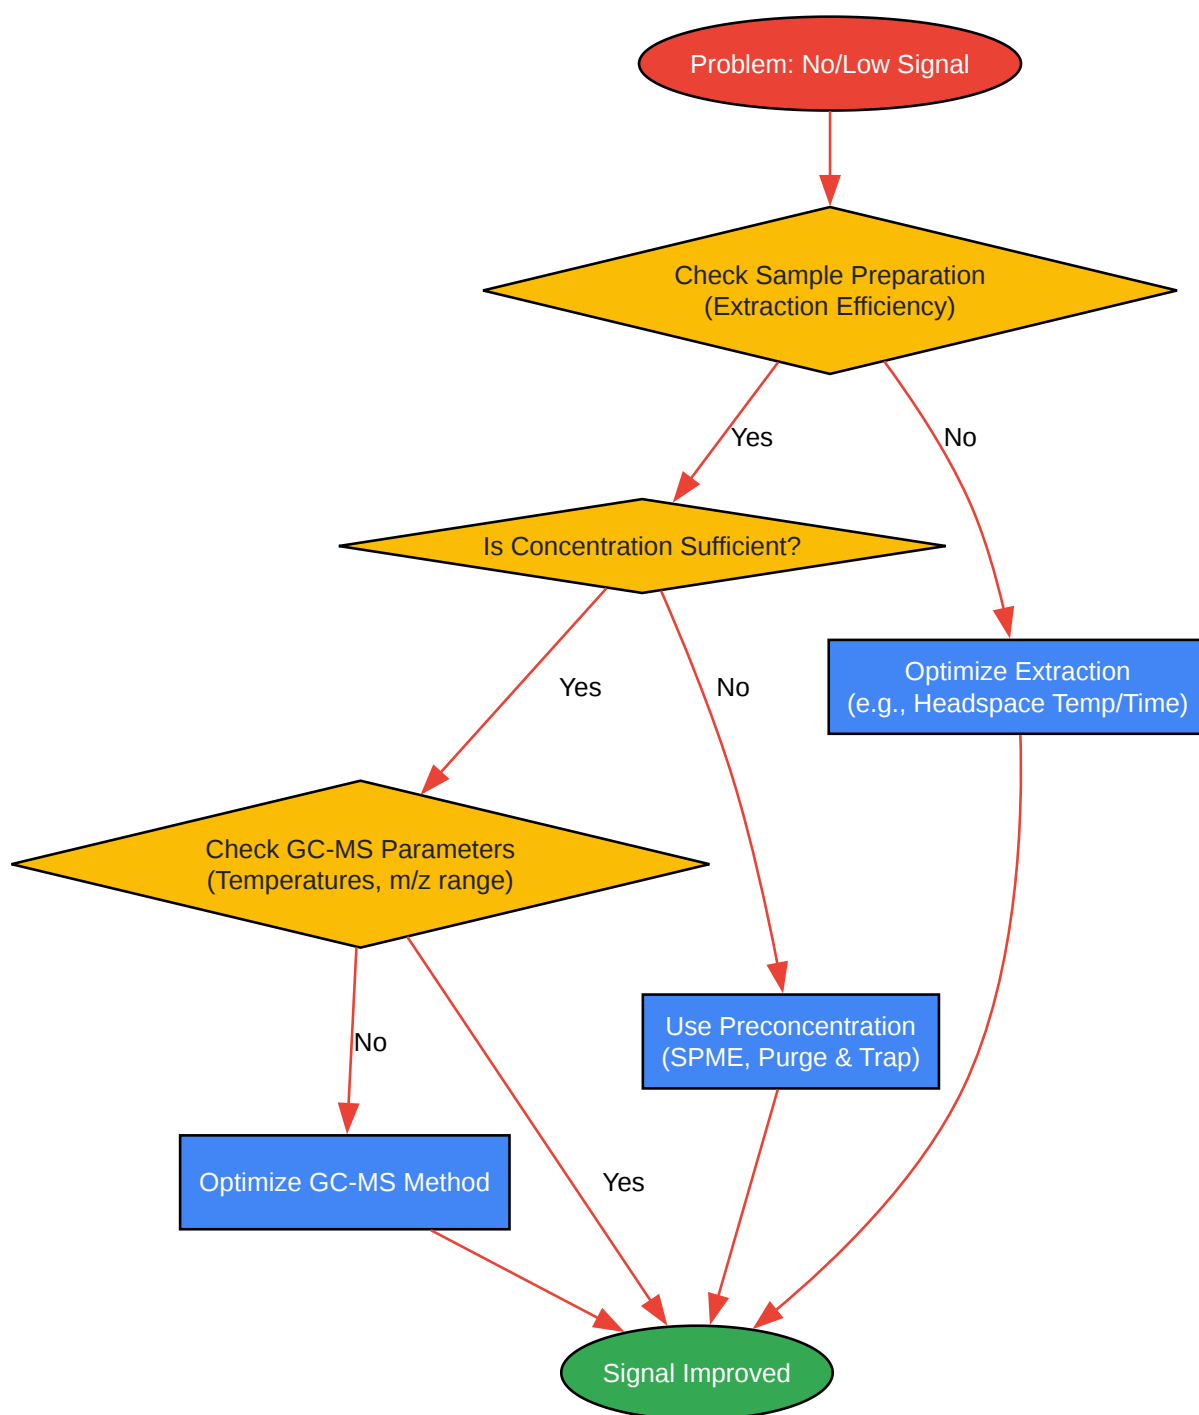 Problem: No/Low Signal
Check Sample Preparation
(Extraction Efficiency)
Yes
No
Is Concentration Sufficient?
Optimize Extraction
(e.g., Headspace Temp/Time)
Yes
No
Check GC-MS Parameters
(Temperatures, m/z range)
Use Preconcentration
(SPME, Purge & Trap)
No
Optimize GC-MS Method
Yes
Signal Improved